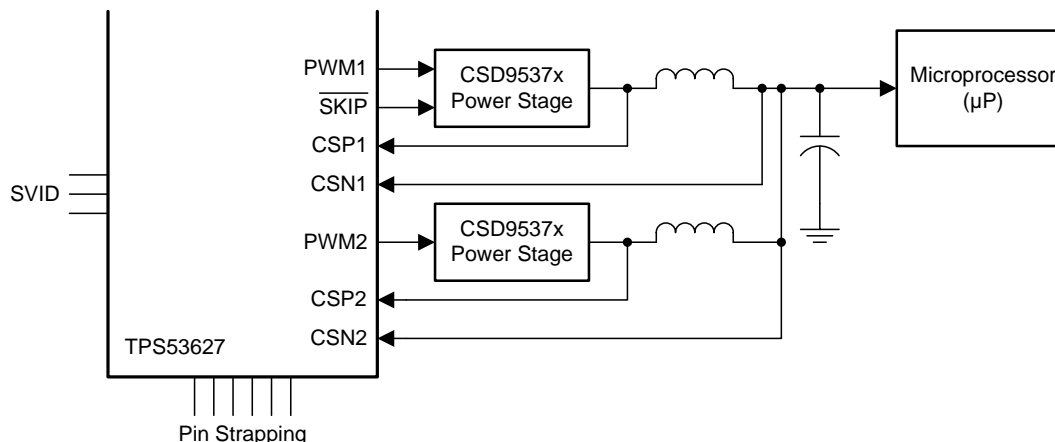 PWM1
SKIP
CSP1
CSN1
PWM2
CSP2
CSN2
TPS53627
SVID
Pin Strapping
CSD9537x
Power Stage
CSD9537x
Power Stage
Microprocessor
(µP)